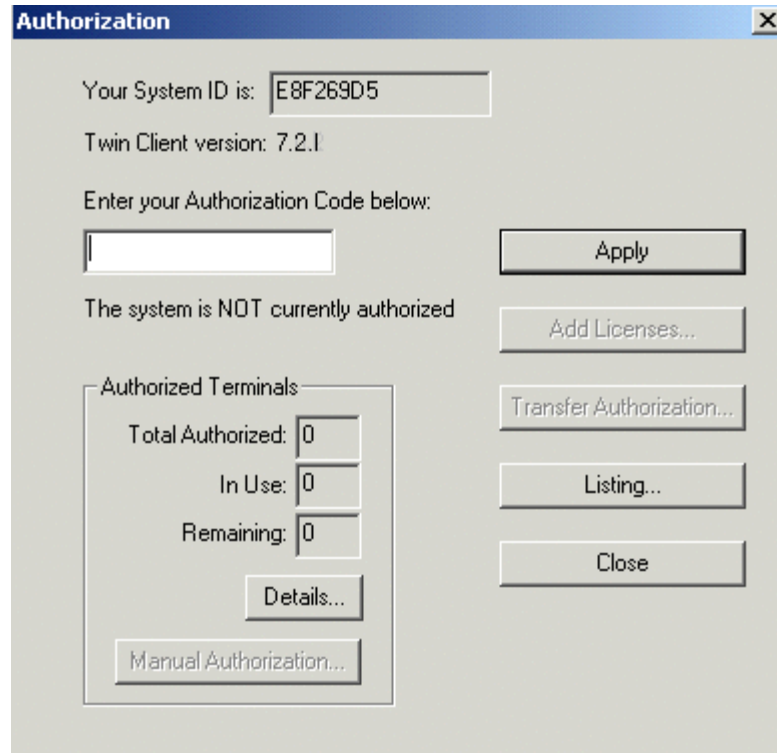 Authorization
Your System ID is: E8F269D5
Twin Client version: 7.2.
Enter your Authorization Code below:
Apply
The system is NOT currently authorized
Add Licenses...
Authorized Terminals
Transfer Authorization...
Total Authorized: 0
In Use: 0
Listing...
Remaining: 0
Close
Details...
Manual Authorization...